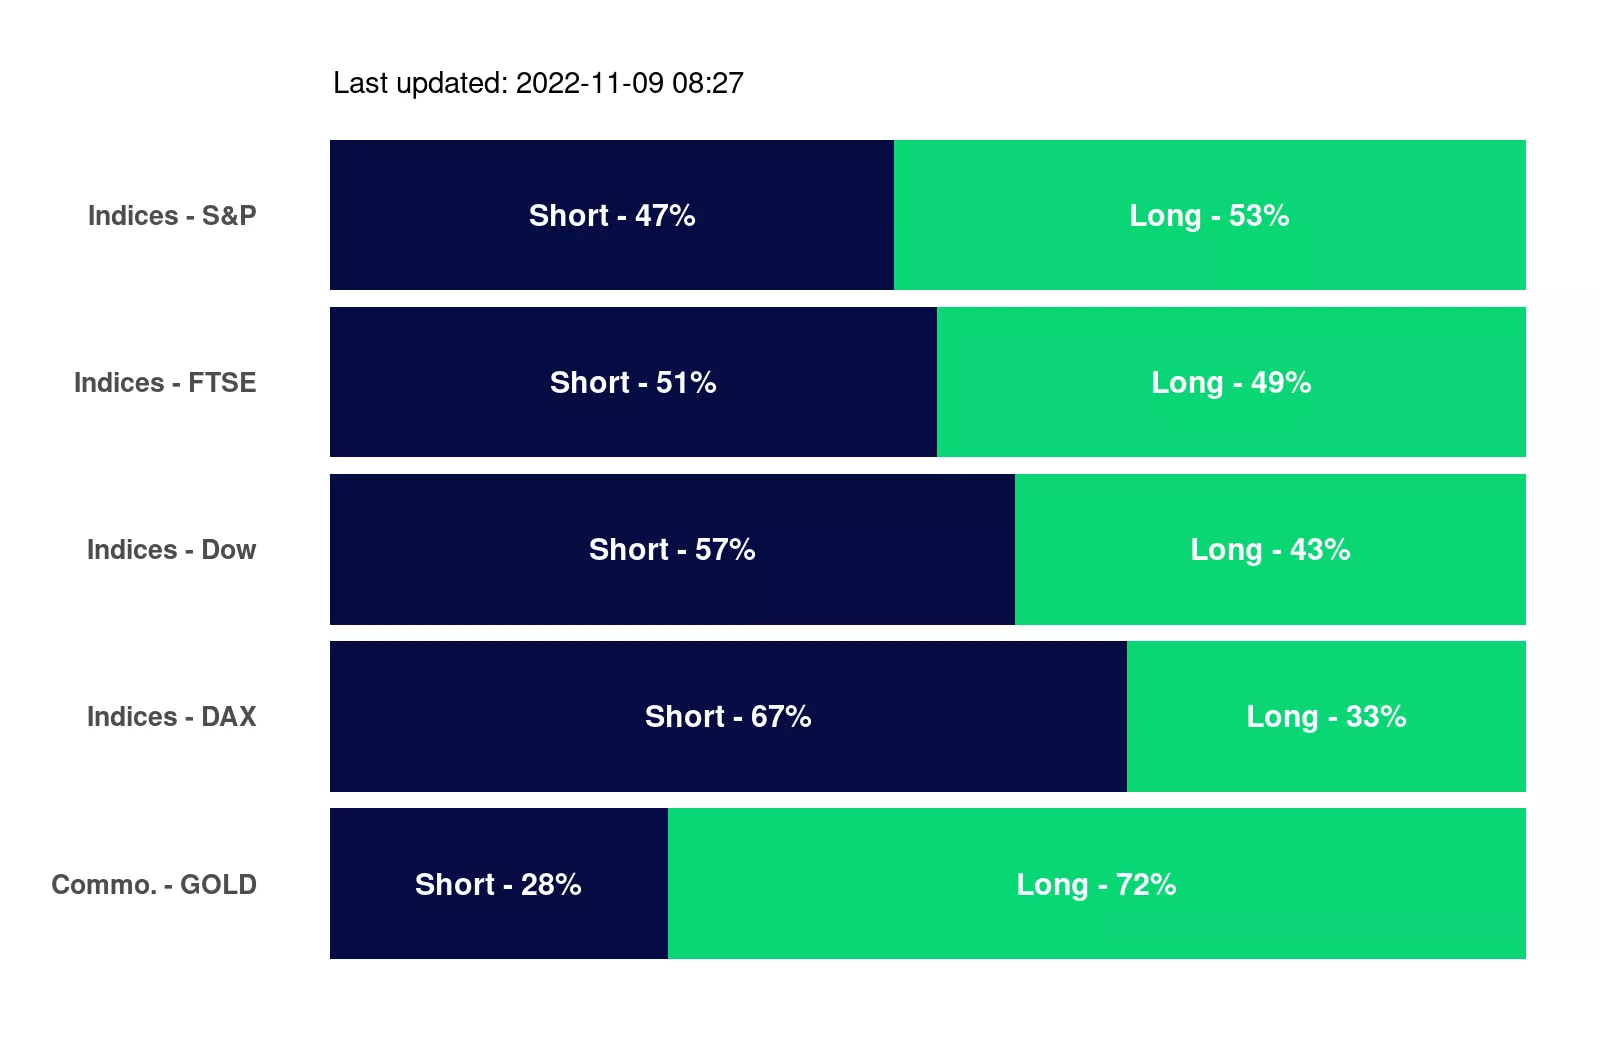 Last updated: 2022-11-09 08:27
Indices - S&P Short - 47% Long - 53%
Indices - FTSE Short - 51% Long - 49%
Indices - Dow Short - 57% Long - 43%
Indices - DAX Short - 67% Long - 33%
Commo. - GOLD Short - 28% Long - 72%